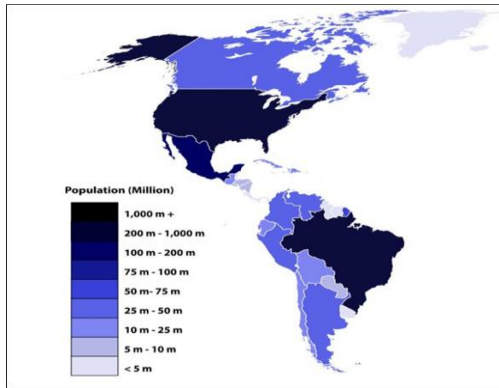 Population (Million)
1,000 m +
200 m - 1,000 m
100 m - 200 m
75 m - 100 m
50 m- 75 m
25 m - 50 m
10 m - 25 m
5 m - 10 m
< 5 m